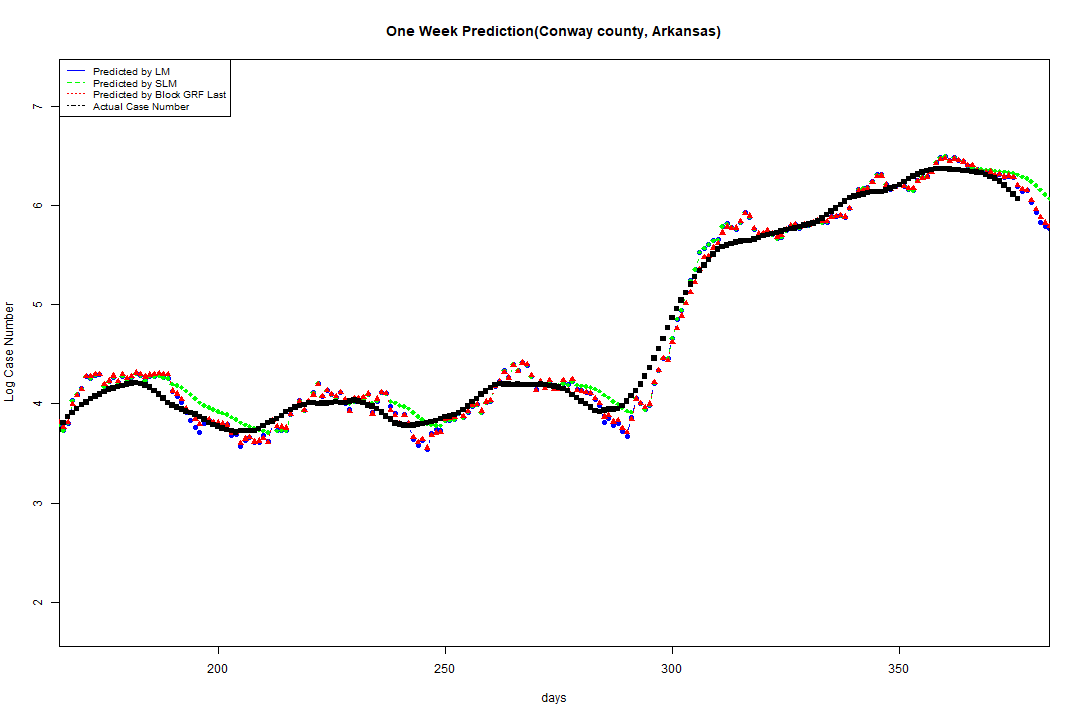 One Week Prediction(Conway county, Arkansas)
Predicted by LM
Predicted by SLM
Predicted by Block GRF Last
Actual Case Number
7
6
5
4
3
2
Log Case Number
200 250 300 350
days